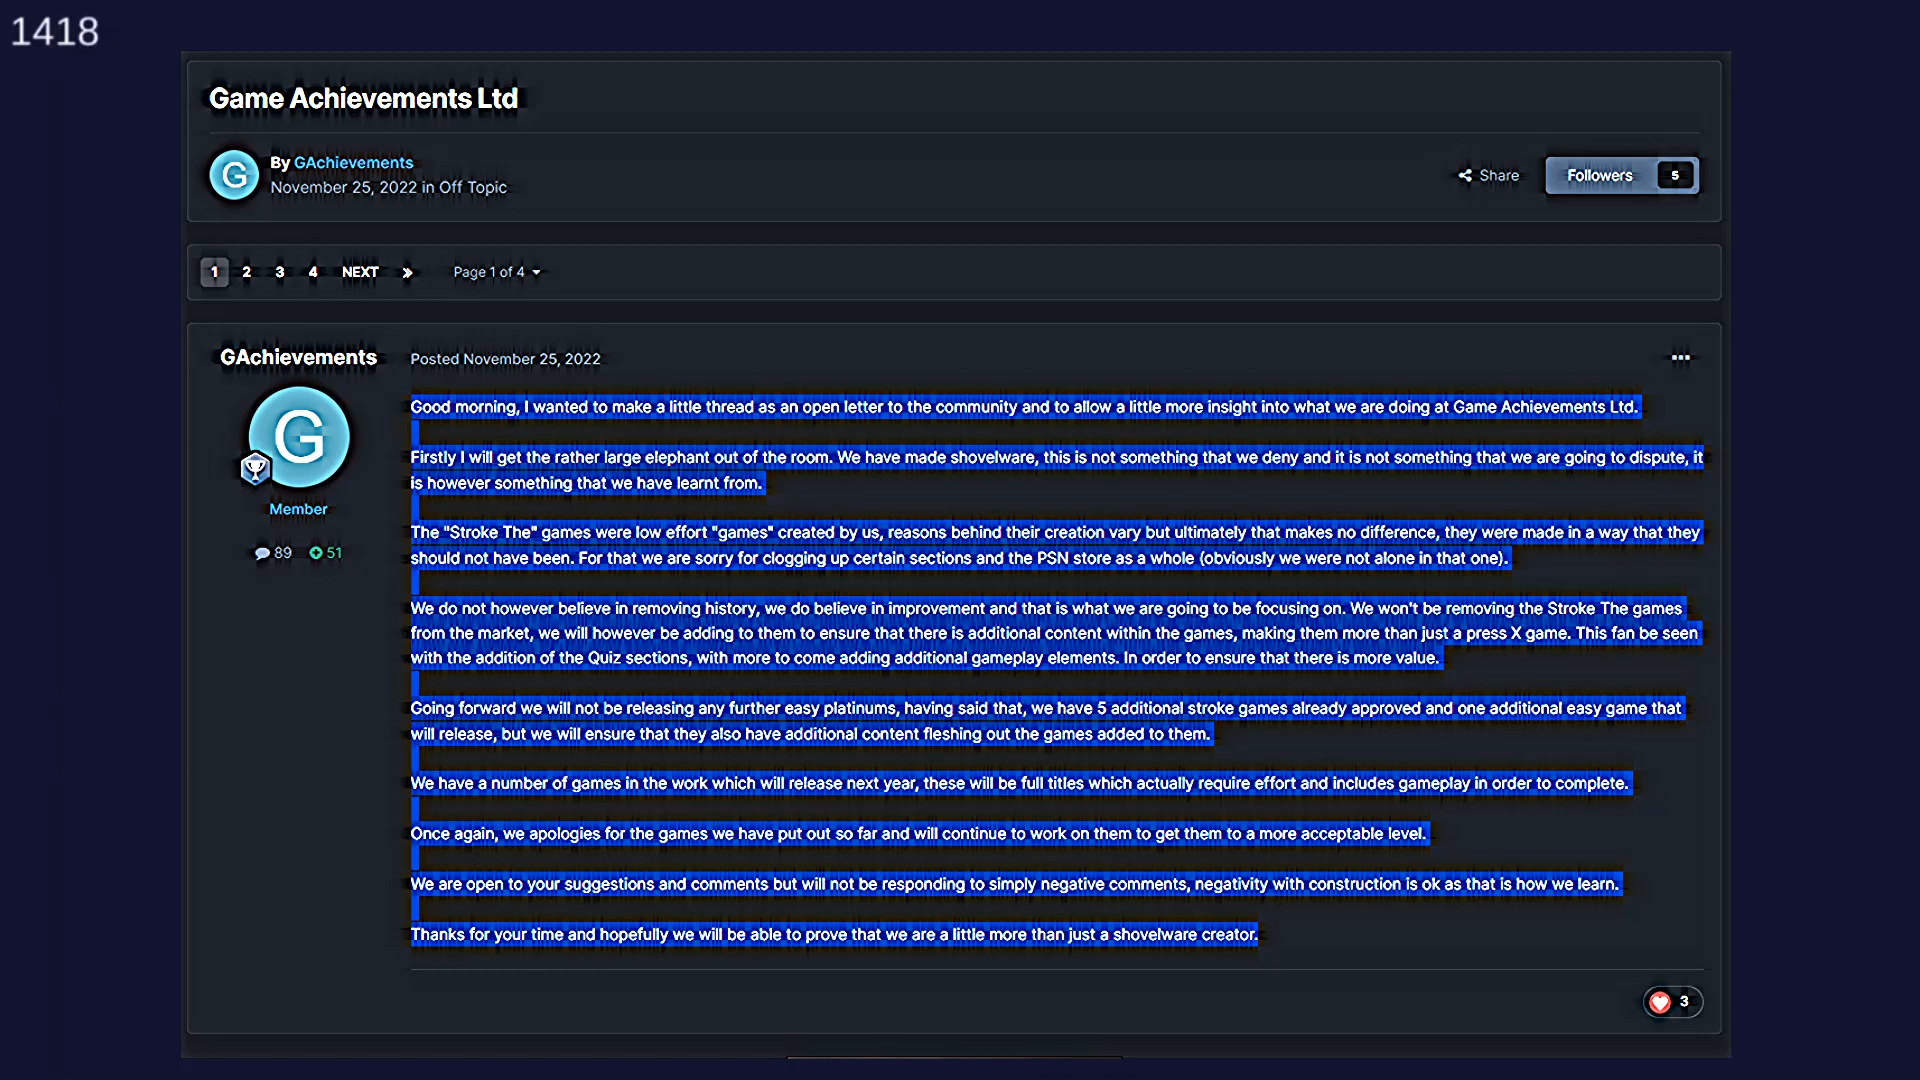 1418
Game Achievements Ltd
G
By GAchievements
November 25, 2022 in Off Topic
Share
Followers 5
1 2 3 4 NEXT » Page 1 of 4
GAchievements
Posted November 25, 2022
G
Member
89 51
Good morning, I wanted to make a little thread as an open letter to the community and to allow a little more insight into what we are doing at Game Achievements Ltd.
Firstly I will get the rather large elephant out of the room. We have made shovelware, this is not something that we deny and it is not something that we are going to dispute, it
is however something that we have learnt from.
The "Stroke The" games were low effort "games" created by us, reasons behind their creation vary but ultimately that makes no difference, they were made in a way that they
should not have been. For that we are sorry for clogging up certain sections and the PSN store as a whole (obviously we were not alone in that one).
We do not however believe in removing history, we do believe in improvement and that is what we are going to be focusing on. We won't be removing the Stroke The games
from the market, we will however be adding to them to ensure that there is additional content within the games, making them more than just a press X game. This fan be seen
with the addition of the Quiz sections, with more to come adding additional gameplay elements. In order to ensure that there is more value.
Going forward we will not be releasing any further easy platinums, having said that, we have 5 additional stroke games already approved and one additional easy game that
will release, but we will ensure that they also have additional content fleshing out the games added to them.
We have a number of games in the work which will release next year, these will be full titles which actually require effort and includes gameplay in order to complete.
Once again, we apologies for the games we have put out so far and will continue to work on them to get them to a more acceptable level.
We are open to your suggestions and comments but will not be responding to simply negative comments, negativity with construction is ok as that is how we learn.
Thanks for your time and hopefully we will be able to prove that we are a little more than just a shovelware creator.
3